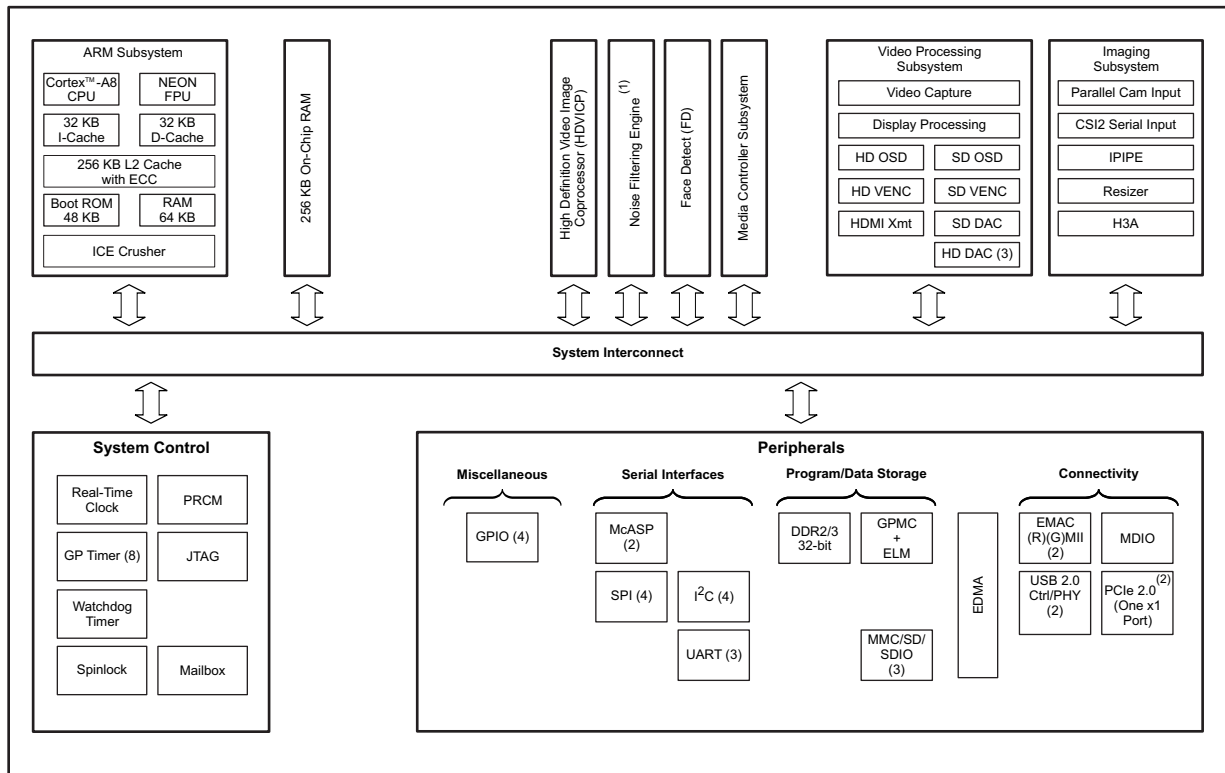 ARM Subsystem
Cortex™-A8
CPU
NEON
FPU
32 KB
I-Cache
32 KB
D-Cache
256 KB L2 Cache
with ECC
Boot ROM
48 KB
RAM
64 KB
ICE Crusher
256 KB On-Chip RAM
High Definition Video Image
Coprocessor (HDVICP)
Noise Filtering Engine(1)
Face Detect (FD)
Media Controller Subsystem
Video Processing
Subsystem
Video Capture
Display Processing
HD OSD
SD OSD
HD VENC
SD VENC
HDMI Xmt
SD DAC
HD DAC (3)
Imaging
Subsystem
Parallel Cam Input
CSI2 Serial Input
IPIPE
Resizer
H3A
System Interconnect
System Control
Real-Time
Clock
PRCM
GP Timer (8)
JTAG
Watchdog
Timer
Spinlock
Mailbox
Peripherals
Miscellaneous
GPIO (4)
Serial Interfaces
McASP
(2)
SPI (4)
I²C (4)
UART (3)
Program/Data Storage
DDR2/3
32-bit
GPMC
+
ELM
MMC/SD/
SDIO
(3)
EDMA
Connectivity
EMAC
(R)(G)MII
(2)
MDIO
USB 2.0
Ctrl/PHY
(2)
PCIe 2.0(2)
(One x1
Port)